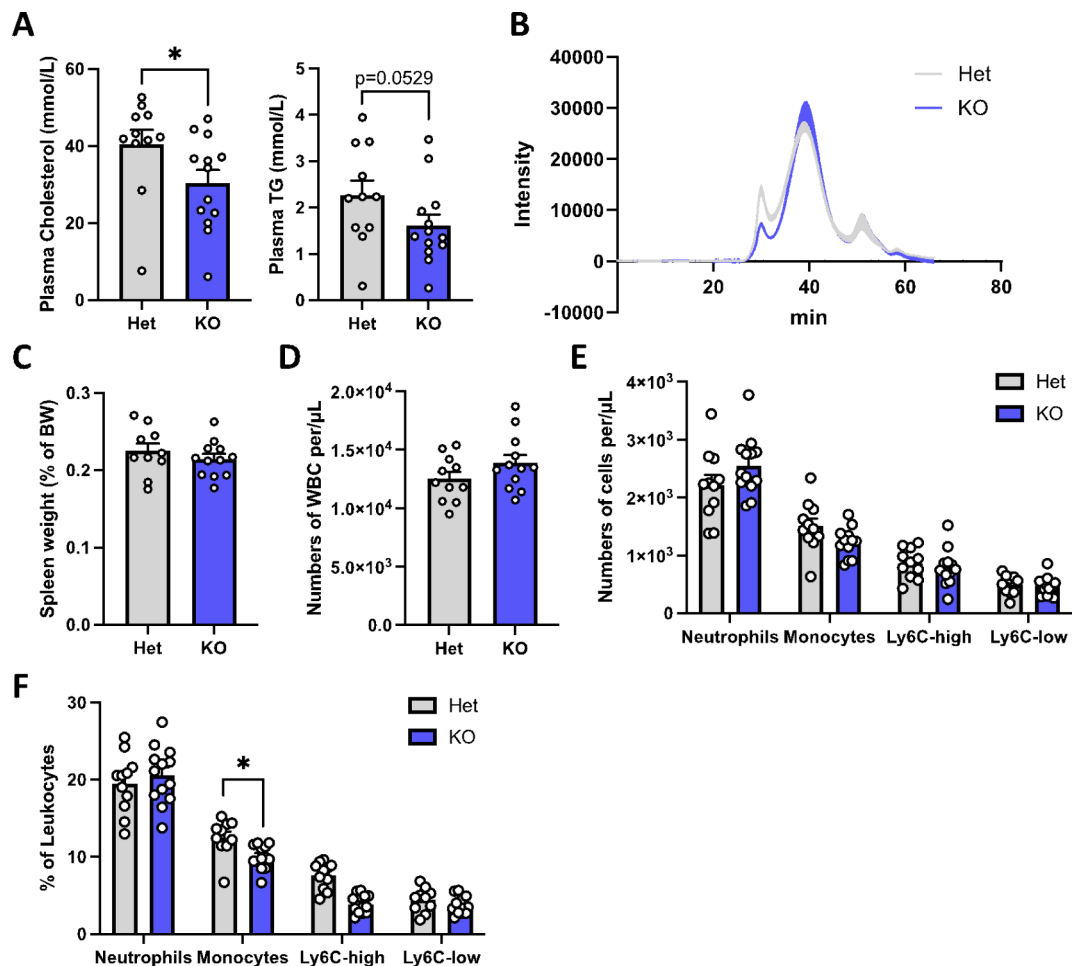 A
Plasma Cholesterol (mmol/L)
60
40
20
0
*
Het
KO
Plasma TG (mmol/L)
5
4
3
2
1
0
p=0.0529
Het
KO
B
Intensity
40000
30000
20000
10000
0
-10000
20
40
60
80
min
Het
KO
C
Spleen weight (% of BW)
0.3
0.2
0.1
0.0
Het
KO
D
Numbers of WBC per/µL
2.0×10⁴
1.5×10⁴
1.0×10⁴
5.0×10³
0.0
Het
KO
E
Numbers of cells per/µL
4×10³
3×10³
2×10³
1×10³
0
Het
KO
Neutrophils
Monocytes
Ly6C-high
Ly6C-low
F
% of Leukocytes
30
20
10
0
*
Het
KO
Neutrophils
Monocytes
Ly6C-high
Ly6C-low